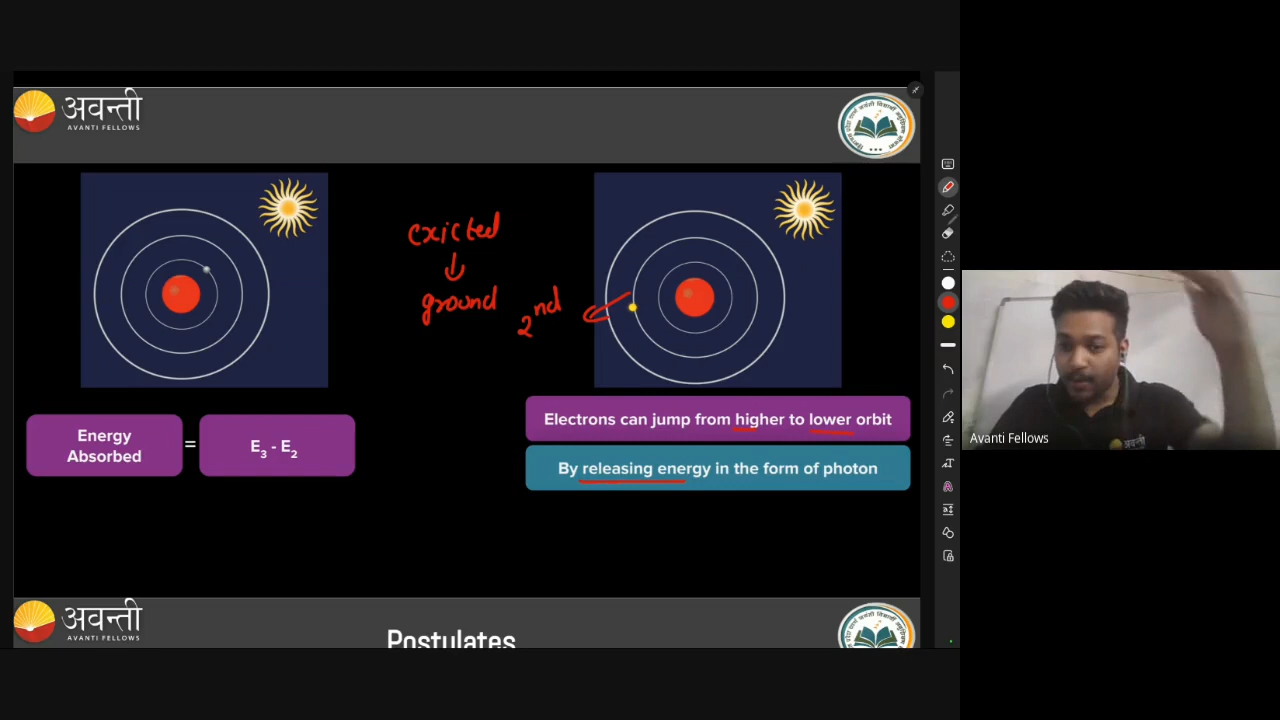 अवन्ती
AVANTI FELLOWS
exicted
ground
2nd
Electrons can jump from higher to lower orbit
Energy
Absorbed
=
E3 - E2
By releasing energy in the form of photon
Avanti Fellows
अवन्ती
AVANTI FELLOWS
Postulates